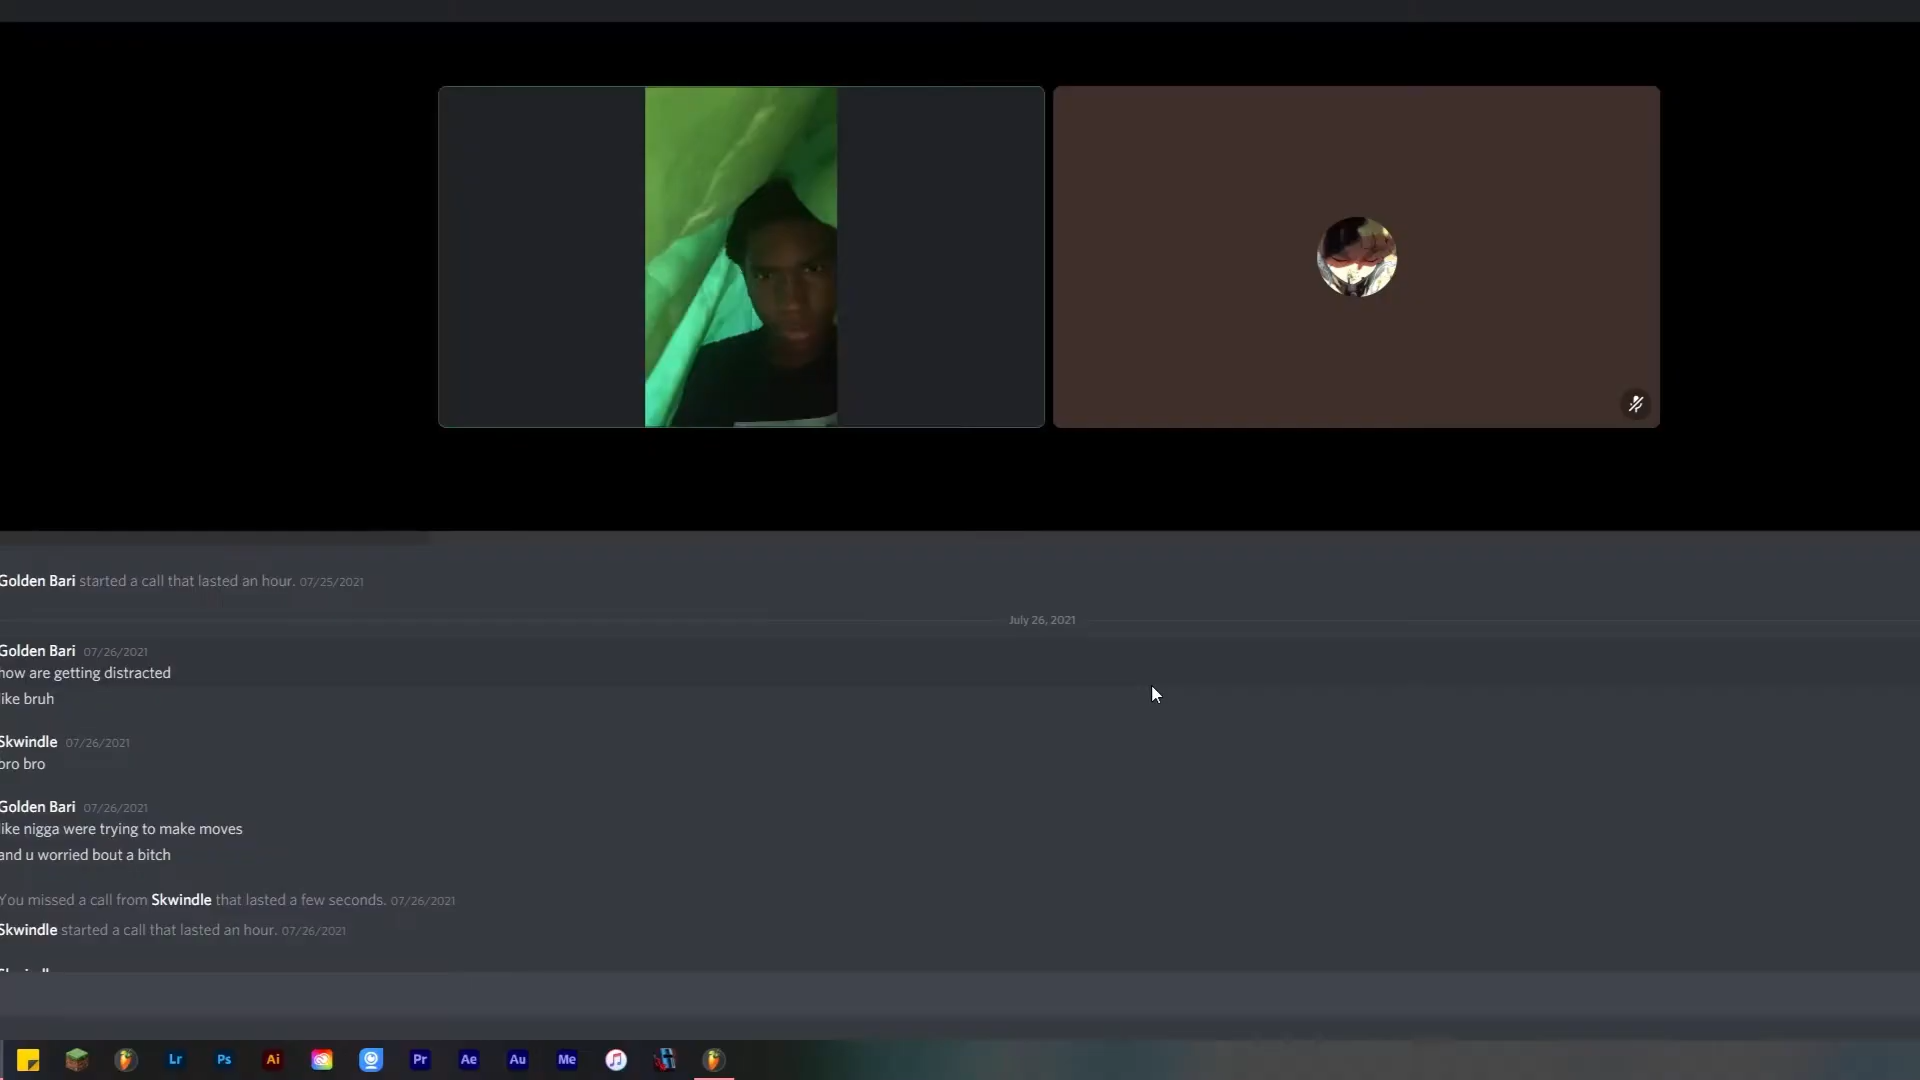 Golden Bari started a call that lasted an hour. 07/25/2021
July 26, 2021
Golden Bari 07/26/2021
how are getting distracted
like bruh
Skwindle 07/26/2021
bro bro
Golden Bari 07/26/2021
like nigga were trying to make moves
and u worried bout a bitch
You missed a call from Skwindle that lasted a few seconds. 07/26/2021
Skwindle started a call that lasted an hour. 07/26/2021
Lr Ps Ai Pr Ae Au Me